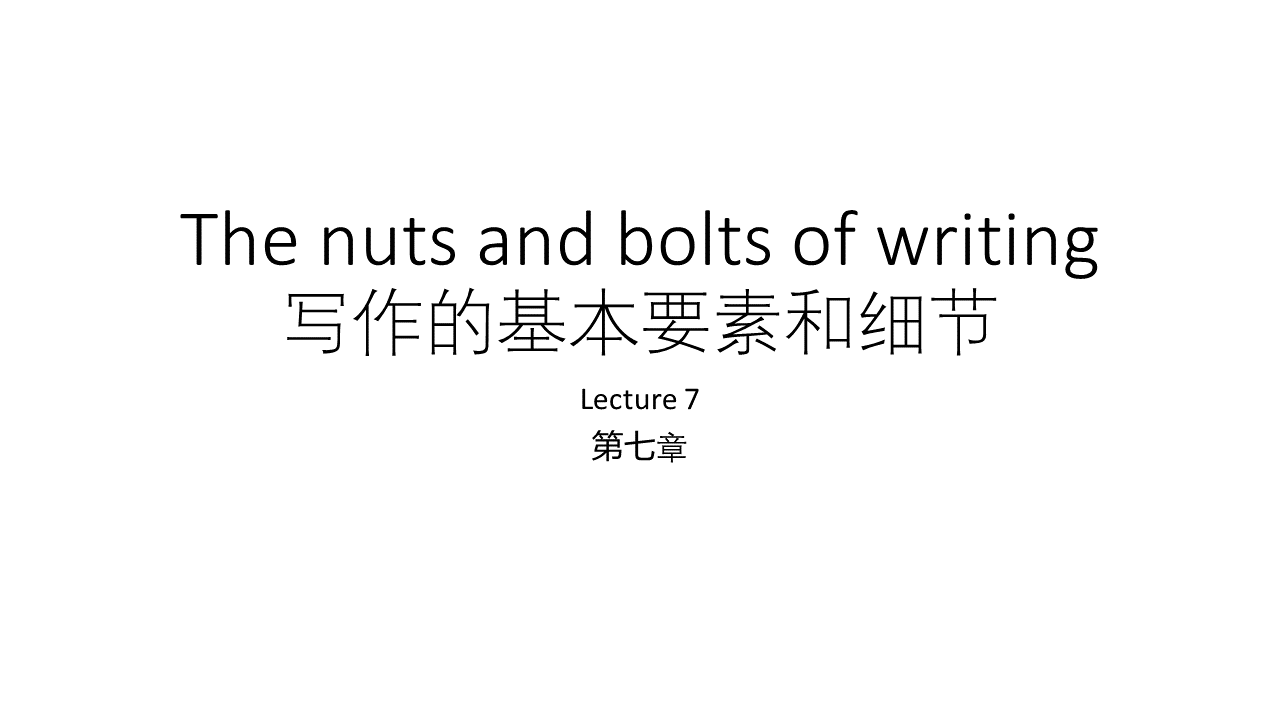 The nuts and bolts of writing
写作的基本要素和细节
Lecture 7
第七章